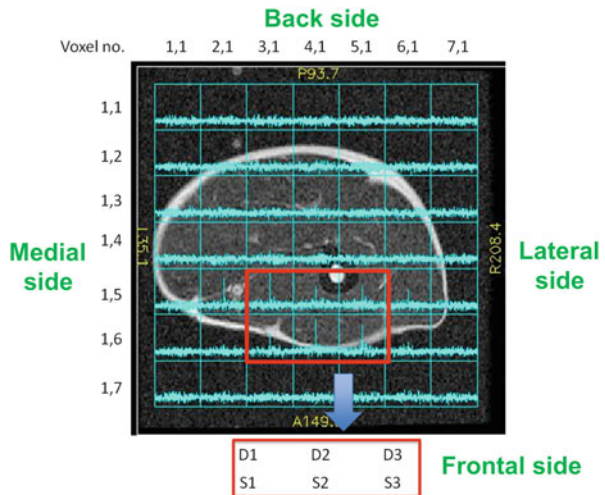 Back side
Voxel no. 1,1 2,1 3,1 4,1 5,1 6,1 7,1
P93.7
1,1
1,2
1,3
1,4
1,5
1,6
1,7
Medial side
L35.1
R208.4
Lateral side
D1 D2 D3
S1 S2 S3
Frontal side